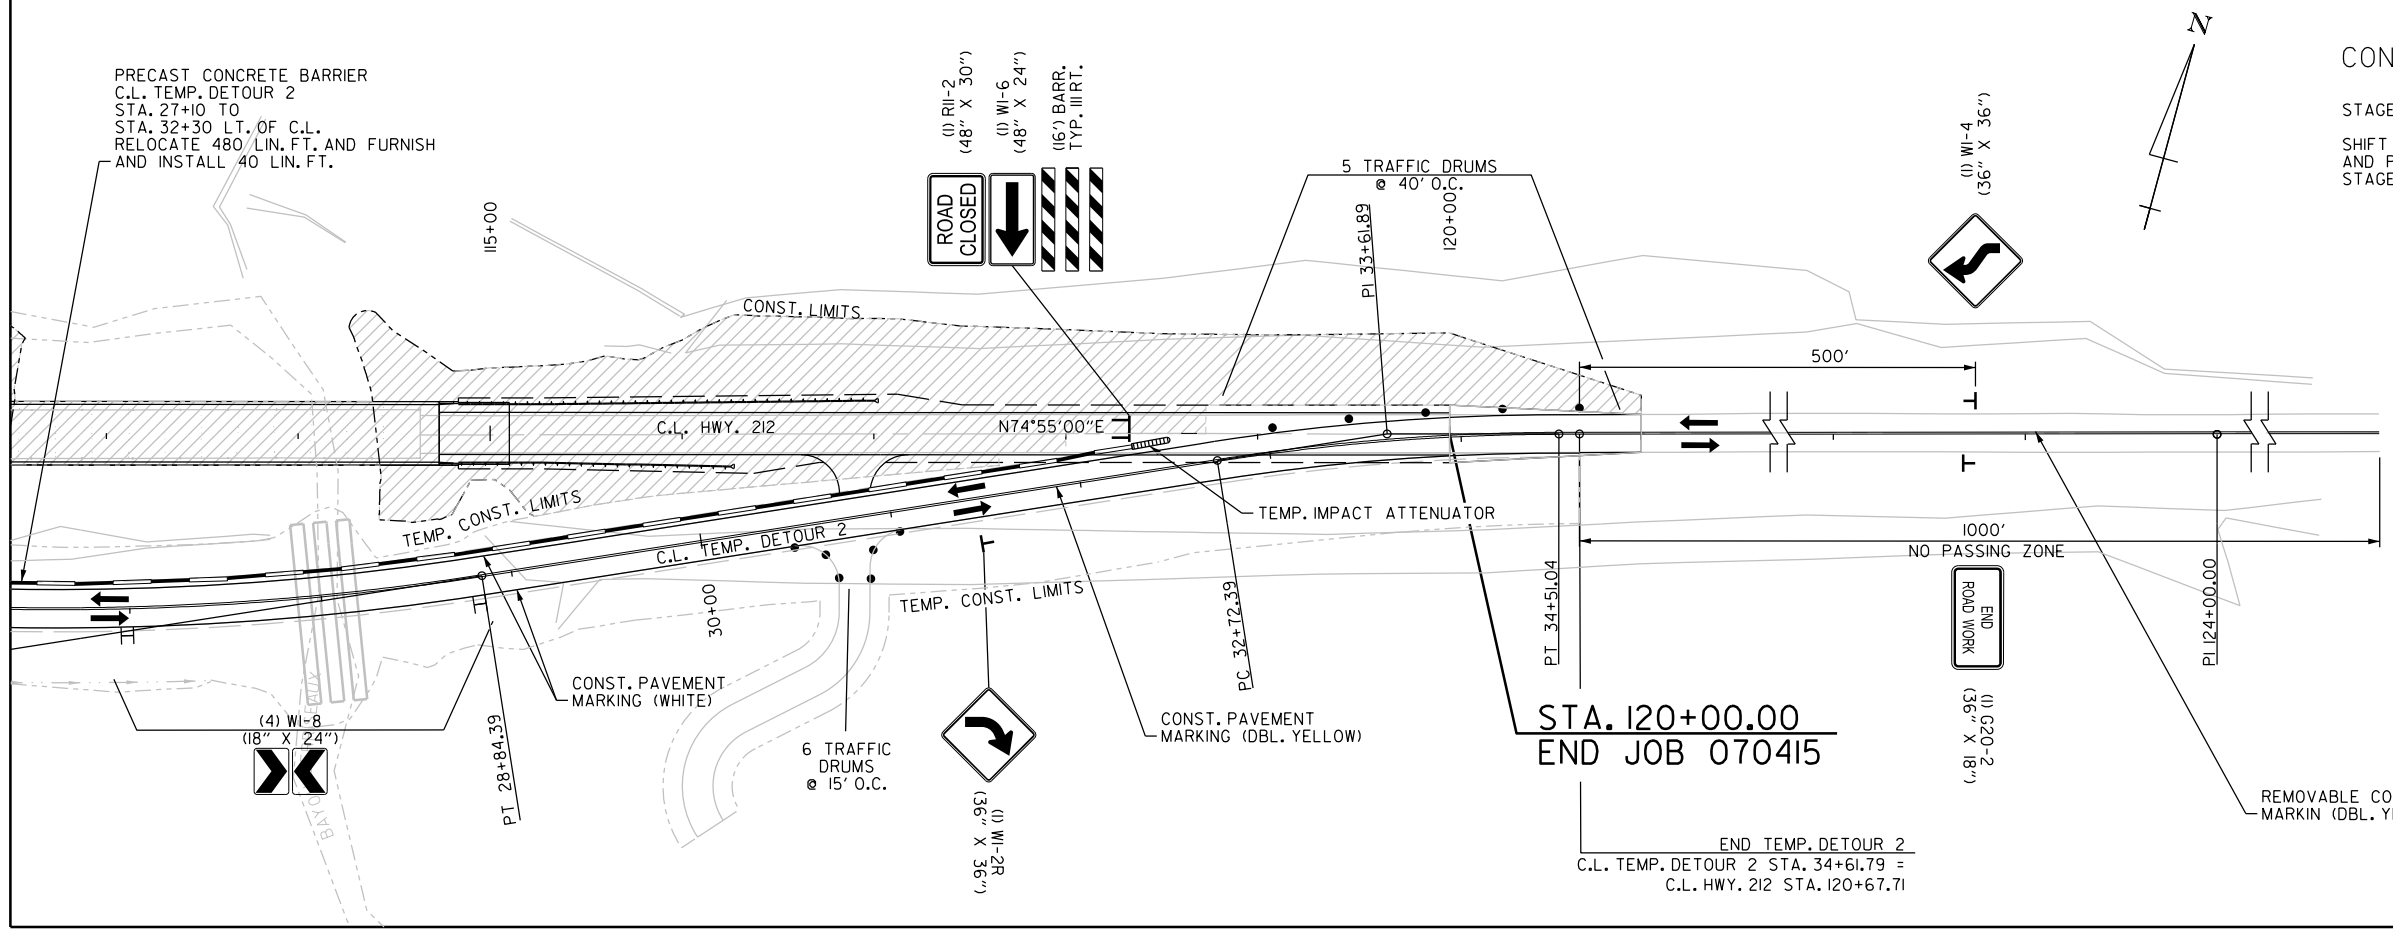 PRECAST CONCRETE BARRIER
C.L. TEMP. DETOUR 2
STA. 27+10 TO
STA. 32+30 LT. OF C.L.
RELOCATE 480 LIN. FT. AND FURNISH
AND INSTALL 40 LIN. FT.
115+00
(1) R11-2
(48" X 30")
(1) W1-6
(48" X 24")
(16') BARR.
TYP. III RT.
ROAD
CLOSED
5 TRAFFIC DRUMS
@ 40' O.C.
PI 33+61.89
120+00
(1) W1-4
(36" X 36")
N
CON
STAGE
SHIFT
AND P
STAGE
CONST. LIMITS
500'
C.L. HWY. 212
N74°55'00"E
TEMP. CONST. LIMITS
C.L. TEMP. DETOUR 2
TEMP. IMPACT ATTENUATOR
1000'
NO PASSING ZONE
30+00
TEMP. CONST. LIMITS
PC 32+72.39
PT 34+51.04
END
ROAD WORK
PI 124+00.00
CONST. PAVEMENT
MARKING (WHITE)
(4) W1-8
(18" X 24")
PT 28+84.39
6 TRAFFIC
DRUMS
@ 15' O.C.
CONST. PAVEMENT
MARKING (DBL. YELLOW)
STA. 120+00.00
END JOB 070415
(1) G20-2
(36" X 18")
(1) W1-2R
(36" X 36")
REMOVABLE CO
MARKIN (DBL. Y
END TEMP. DETOUR 2
C.L. TEMP. DETOUR 2 STA. 34+61.79 =
C.L. HWY. 212 STA. 120+67.71